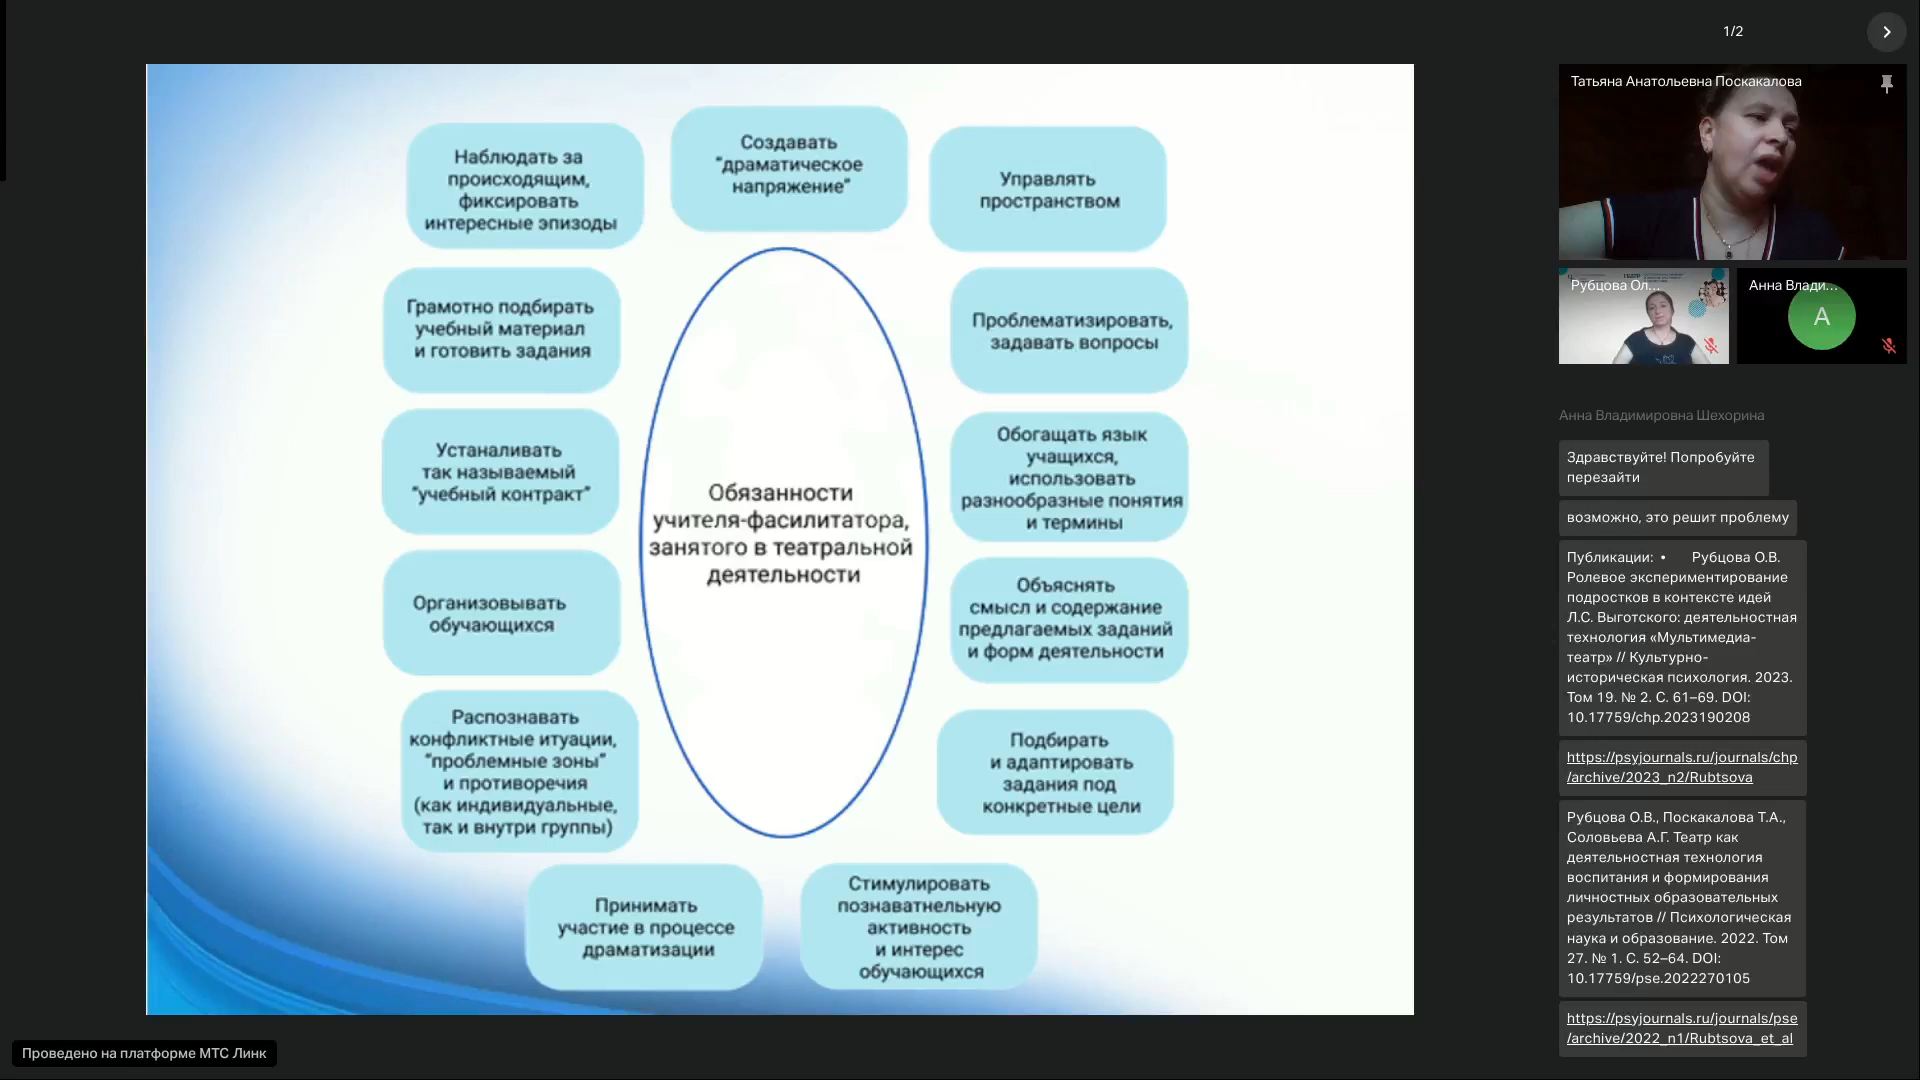 1/2
Татьяна Анатольевна Поскакалова
Рубцова Ол...
Анна Влади...
А
Наблюдать за
происходящим,
фиксировать
интересные эпизоды
Создавать
"драматическое
напряжение"
Управлять
пространством
Грамотно подбирать
учебный материал
и готовить задания
Проблематизировать,
задавать вопросы
Устаналивать
так называемый
"учебный контракт"
Обязанности
учителя-фасилитатора,
занятого в театральной
деятельности
Обогащать язык
учащихся,
использовать
разнообразные понятия
и термины
Организовывать
обучающихся
Объяснять
смысл и содержание
предлагаемых заданий
и форм деятельности
Распознавать
конфликтные итуации,
"проблемные зоны"
и противоречия
(как индивидуальные,
так и внутри группы)
Подбирать
и адаптировать
задания под
конкретные цели
Принимать
участие в процессе
драматизации
Стимулировать
познаватнельную
активность
и интерес
обучающихся
Анна Владимировна Шехорина
Здравствуйте! Попробуйте
перезайти
возможно, это решит проблему
Публикации: • Рубцова О.В.
Ролевое экспериментирование
подростков в контексте идей
Л.С. Выготского: деятельностная
технология «Мультимедиа-
театр» // Культурно-
историческая психология. 2023.
Том 19. № 2. С. 61–69. DOI:
10.17759/chp.2023190208
https://psyjournals.ru/journals/chp
/archive/2023_n2/Rubtsova
Рубцова О.В., Поскакалова Т.А.,
Соловьева А.Г. Театр как
деятельностная технология
воспитания и формирования
личностных образовательных
результатов // Психологическая
наука и образование. 2022. Том
27. № 1. С. 52–64. DOI:
10.17759/pse.2022270105
https://psyjournals.ru/journals/pse
/archive/2022_n1/Rubtsova_et_al
Проведено на платформе МТС Линк